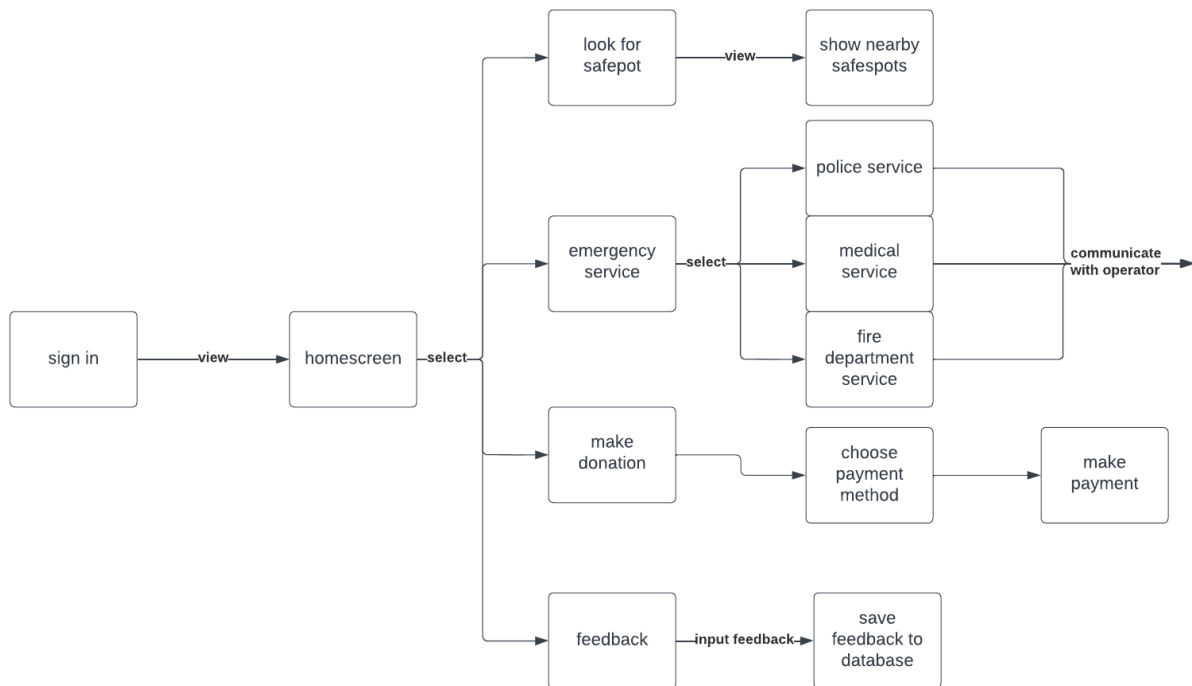 look for
safepot
view
show nearby
safespots
police service
emergency
service
select
medical
service
communicate
with operator
sign in
view
homescreen
select
fire
department
service
make
donation
choose
payment
method
make
payment
feedback
input feedback
save
feedback to
database